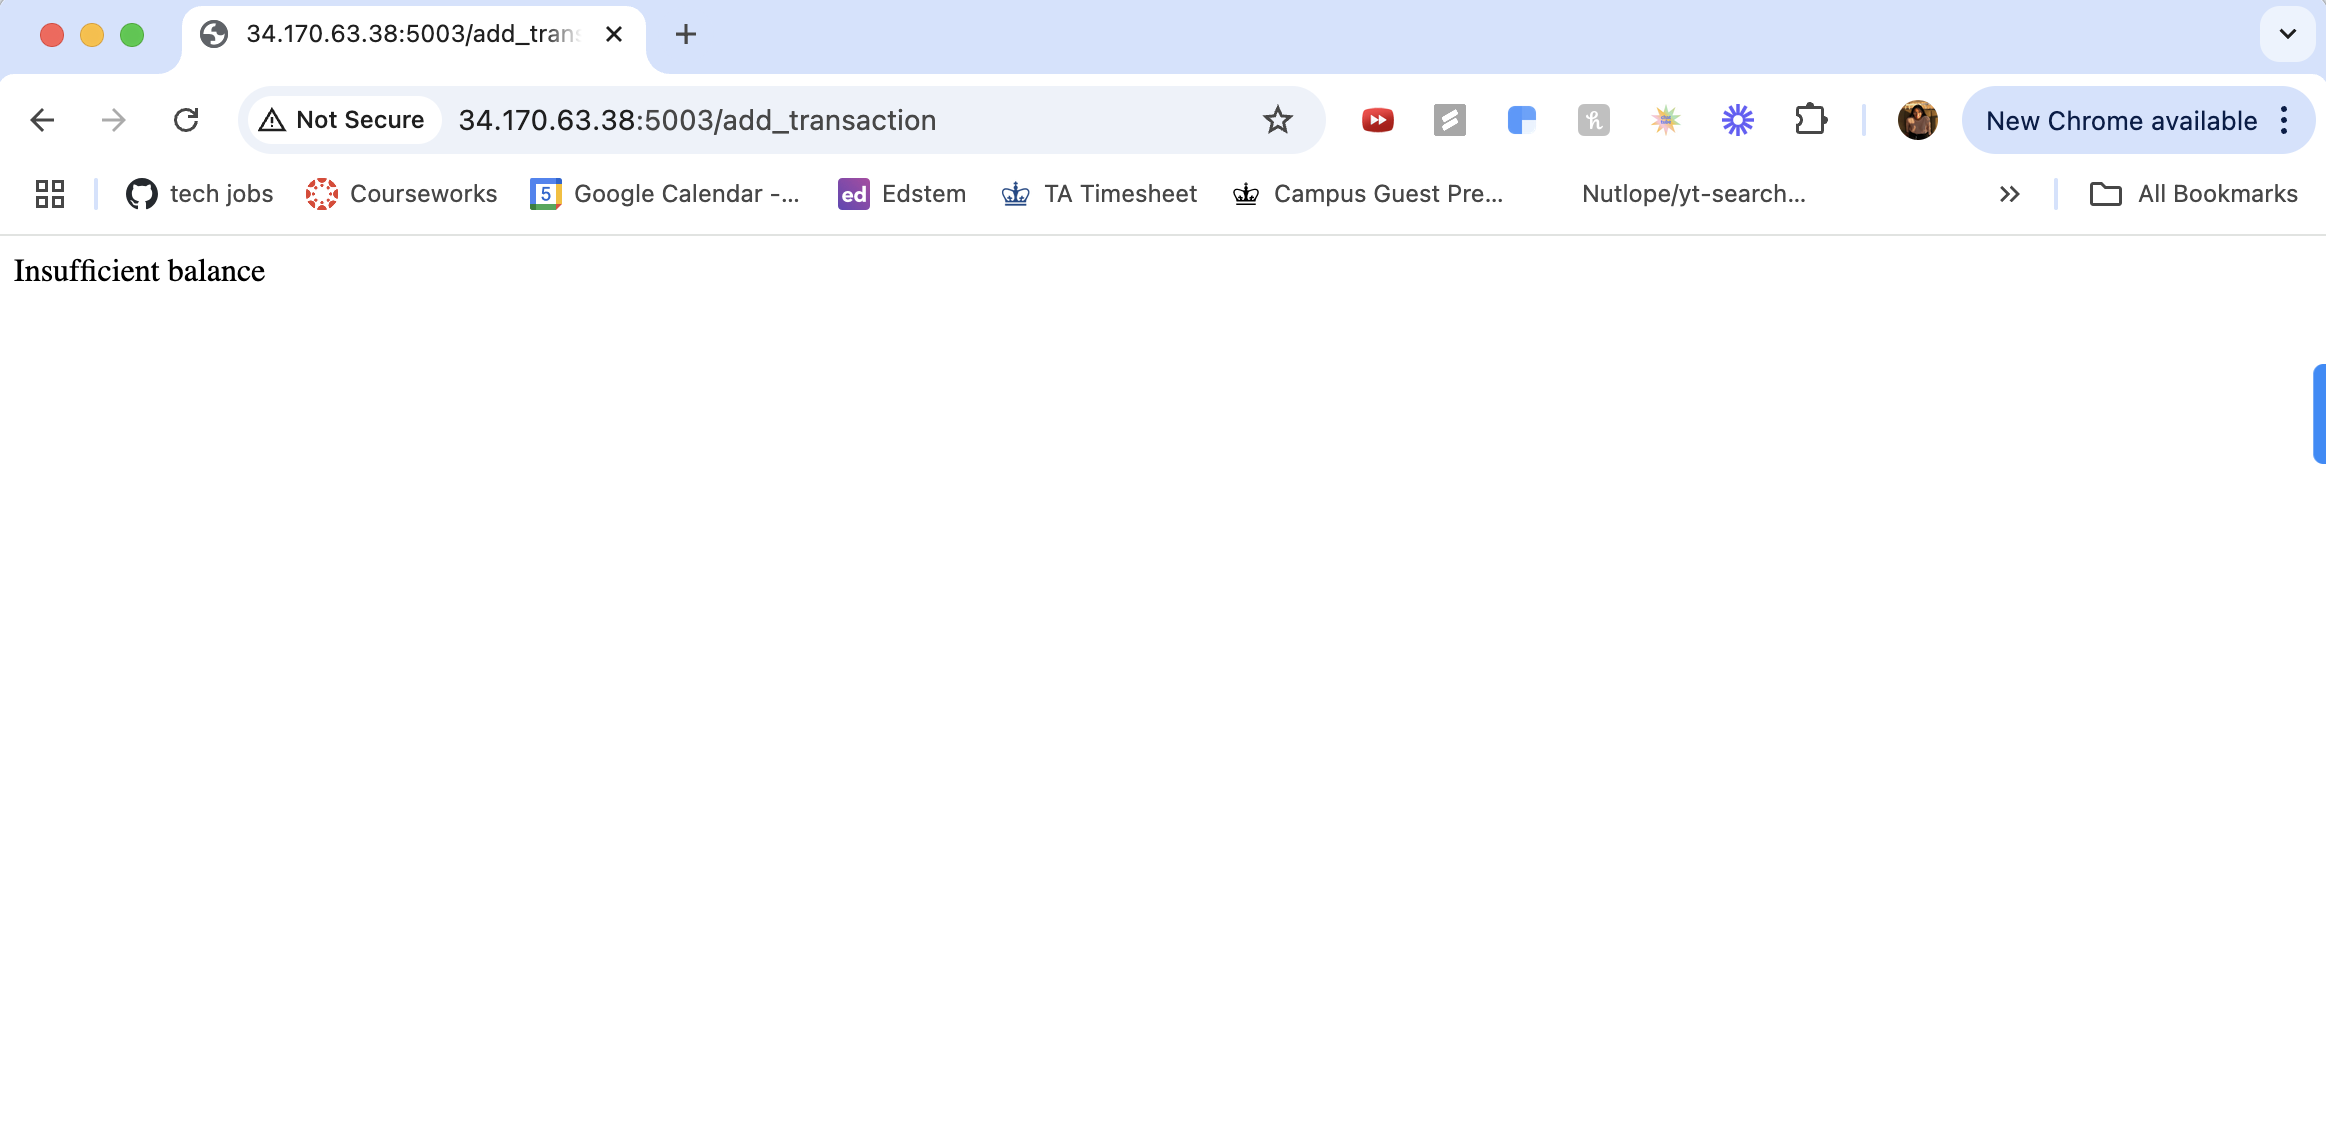 34.170.63.38:5003/add_tran
Not Secure
34.170.63.38:5003/add_transaction
New Chrome available
tech jobs
Courseworks
5
Google Calendar -...
ed
Edstem
TA Timesheet
Campus Guest Pre...
Nutlope/yt-search...
All Bookmarks
Insufficient balance